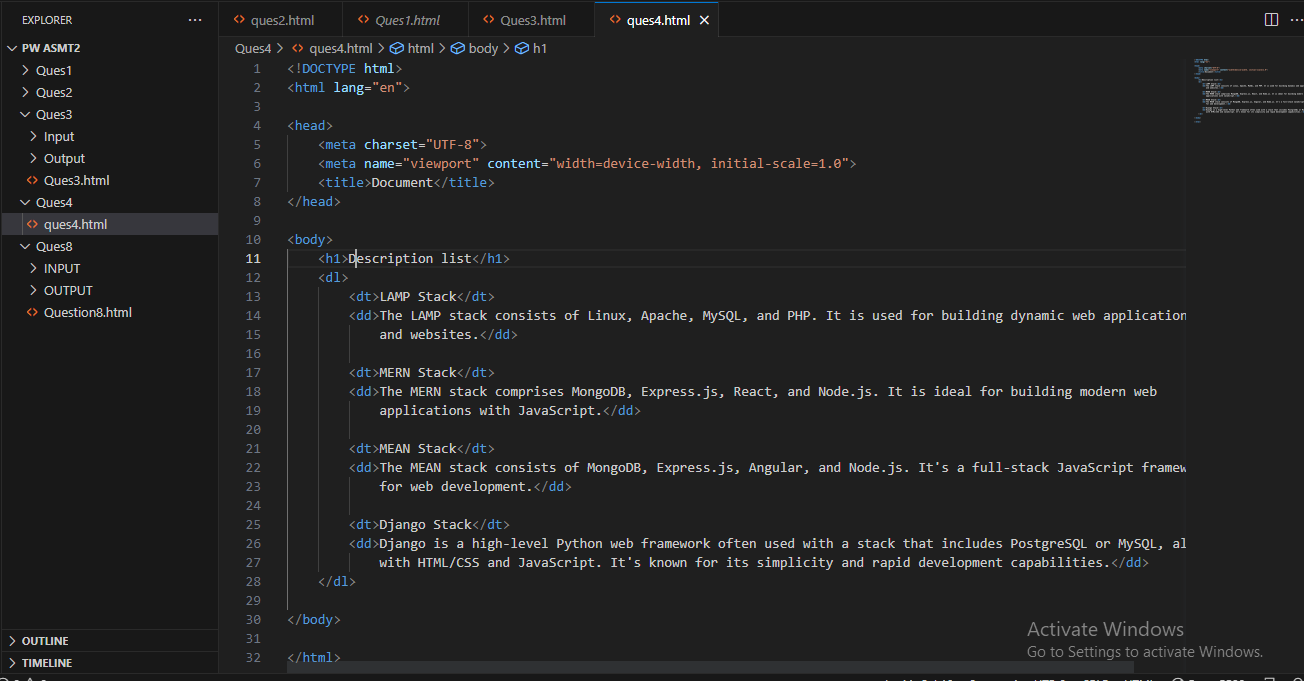 EXPLORER
PW ASMT2
Ques1
Ques2
Ques3
Input
Output
Ques3.html
Ques4
ques4.html
Ques8
INPUT
OUTPUT
Question8.html
OUTLINE
TIMELINE
ques2.html Ques1.html Ques3.html ques4.html
Ques4 > ques4.html > html > body > h1
1 <!DOCTYPE html>
2 <html lang="en">
3
4 <head>
5 <meta charset="UTF-8">
6 <meta name="viewport" content="width=device-width, initial-scale=1.0">
7 <title>Document</title>
8 </head>
9
10 <body>
11 <h1>Description list</h1>
12 <dl>
13 <dt>LAMP Stack</dt>
14 <dd>The LAMP stack consists of Linux, Apache, MySQL, and PHP. It is used for building dynamic web application
15 and websites.</dd>
16
17 <dt>MERN Stack</dt>
18 <dd>The MERN stack comprises MongoDB, Express.js, React, and Node.js. It is ideal for building modern web
19 applications with JavaScript.</dd>
20
21 <dt>MEAN Stack</dt>
22 <dd>The MEAN stack consists of MongoDB, Express.js, Angular, and Node.js. It's a full-stack JavaScript framew
23 for web development.</dd>
24
25 <dt>Django Stack</dt>
26 <dd>Django is a high-level Python web framework often used with a stack that includes PostgreSQL or MySQL, al
27 with HTML/CSS and JavaScript. It's known for its simplicity and rapid development capabilities.</dd>
28 </dl>
29
30 </body>
31
32 </html>
Activate Windows
Go to Settings to activate Windows.